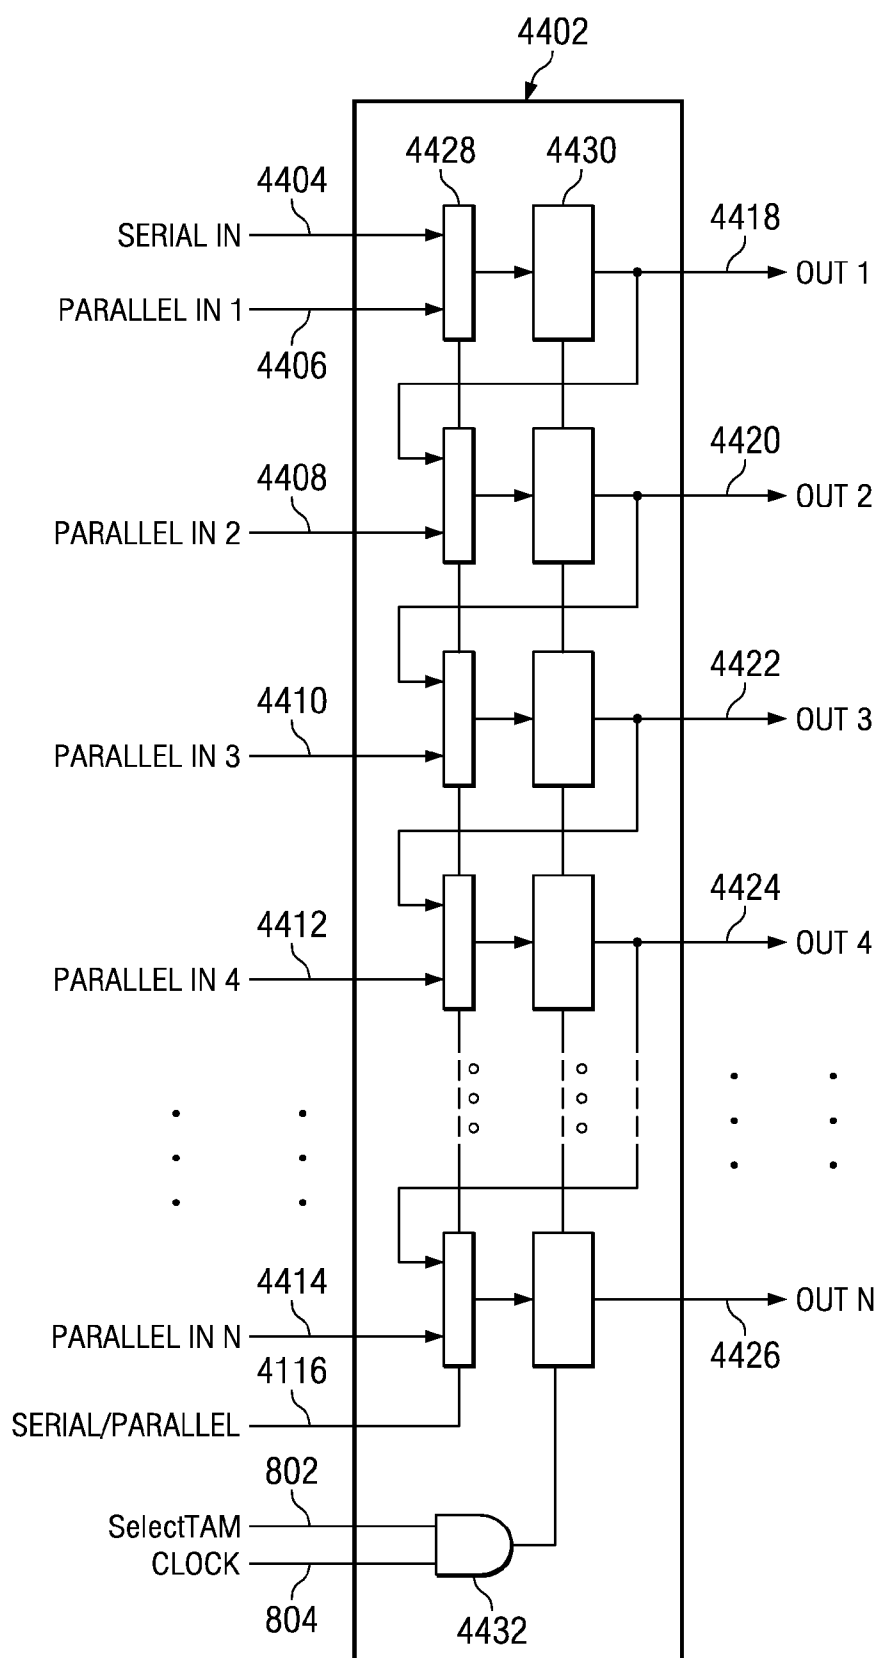 4402
4428
4430
4404
SERIAL IN
4418
OUT 1
PARALLEL IN 1
4406
4420
OUT 2
4408
PARALLEL IN 2
4422
OUT 3
4410
PARALLEL IN 3
4424
OUT 4
4412
PARALLEL IN 4
4414
OUT N
PARALLEL IN N
4426
4116
SERIAL/PARALLEL
802
SelectTAM
CLOCK
804
4432